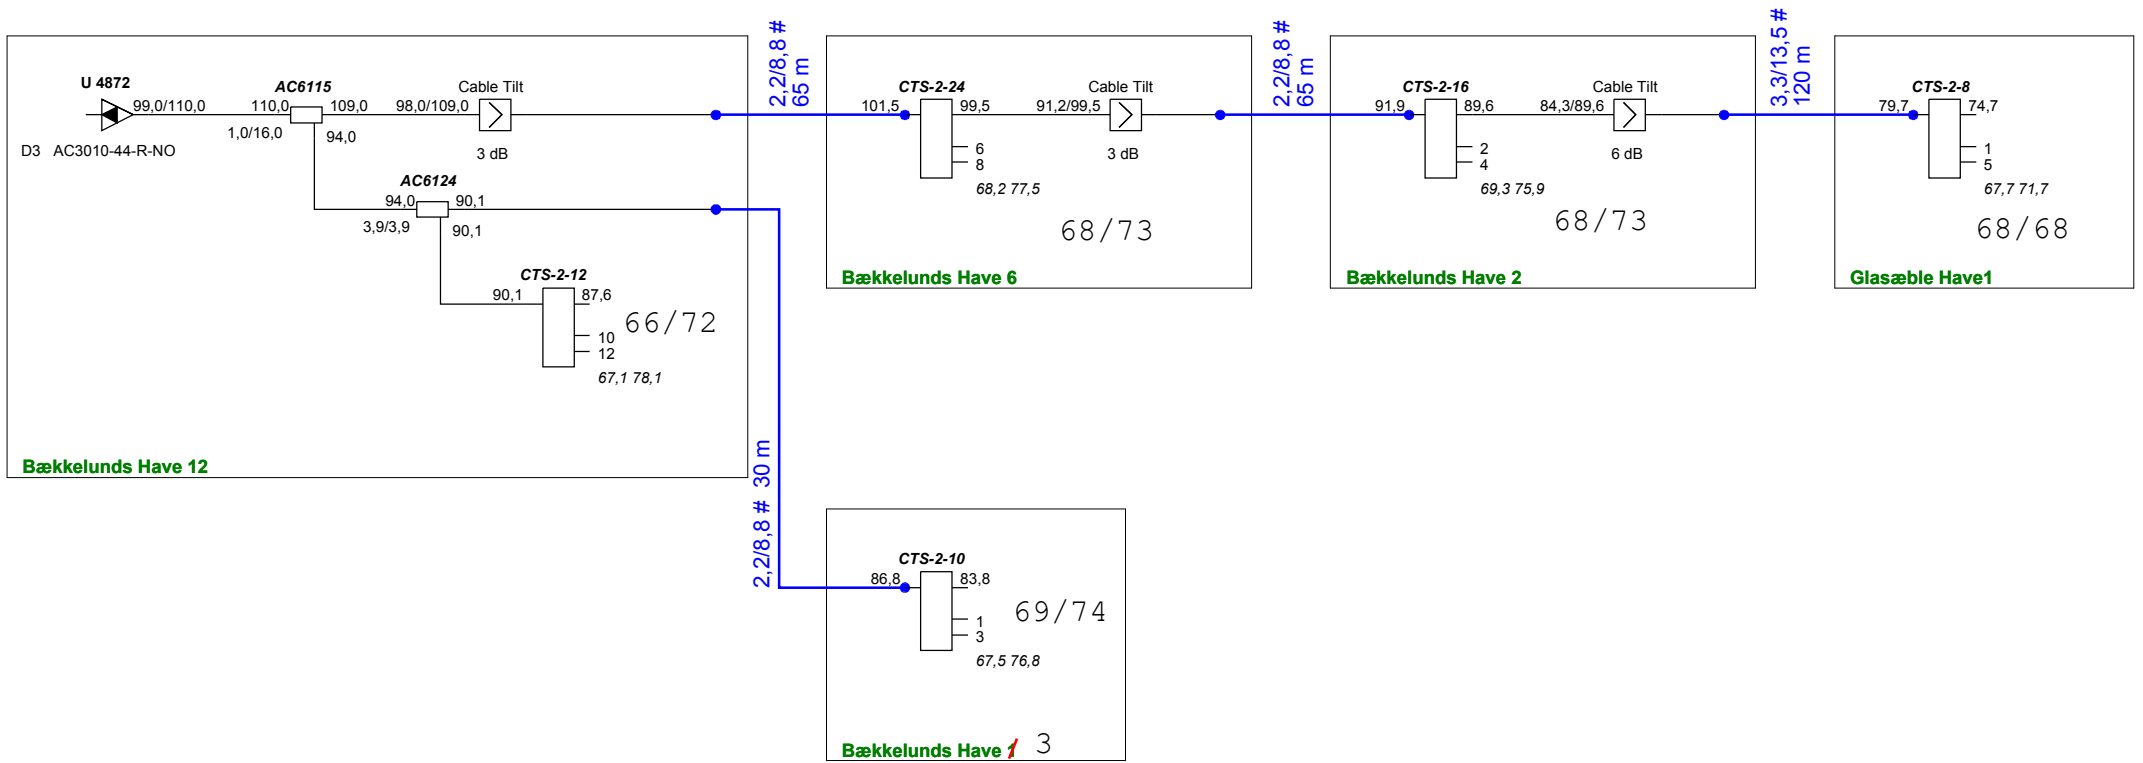 U 4872
99,0/110,0
D3 AC3010-44-R-NO
AC6115
110,0
109,0
1,0/16,0
94,0
98,0/109,0
Cable Tilt
3 dB
AC6124
94,0
90,1
3,9/3,9
90,1
CTS-2-12
90,1
87,6
66/72
10
12
67,1 78,1
Bækkelunds Have 12
2,2/8,8 #
65 m
CTS-2-24
101,5
99,5
91,2/99,5
Cable Tilt
3 dB
6
8
68,2 77,5
68/73
Bækkelunds Have 6
2,2/8,8 #
65 m
CTS-2-16
91,9
89,6
84,3/89,6
Cable Tilt
6 dB
2
4
69,3 75,9
68/73
Bækkelunds Have 2
3,3/13,5 #
120 m
CTS-2-8
79,7
74,7
1
5
67,7 71,7
68/68
Glasæble Have1
2,2/8,8 # 30 m
CTS-2-10
86,8
83,8
69/74
1
3
67,5 76,8
Bækkelunds Have 1 3